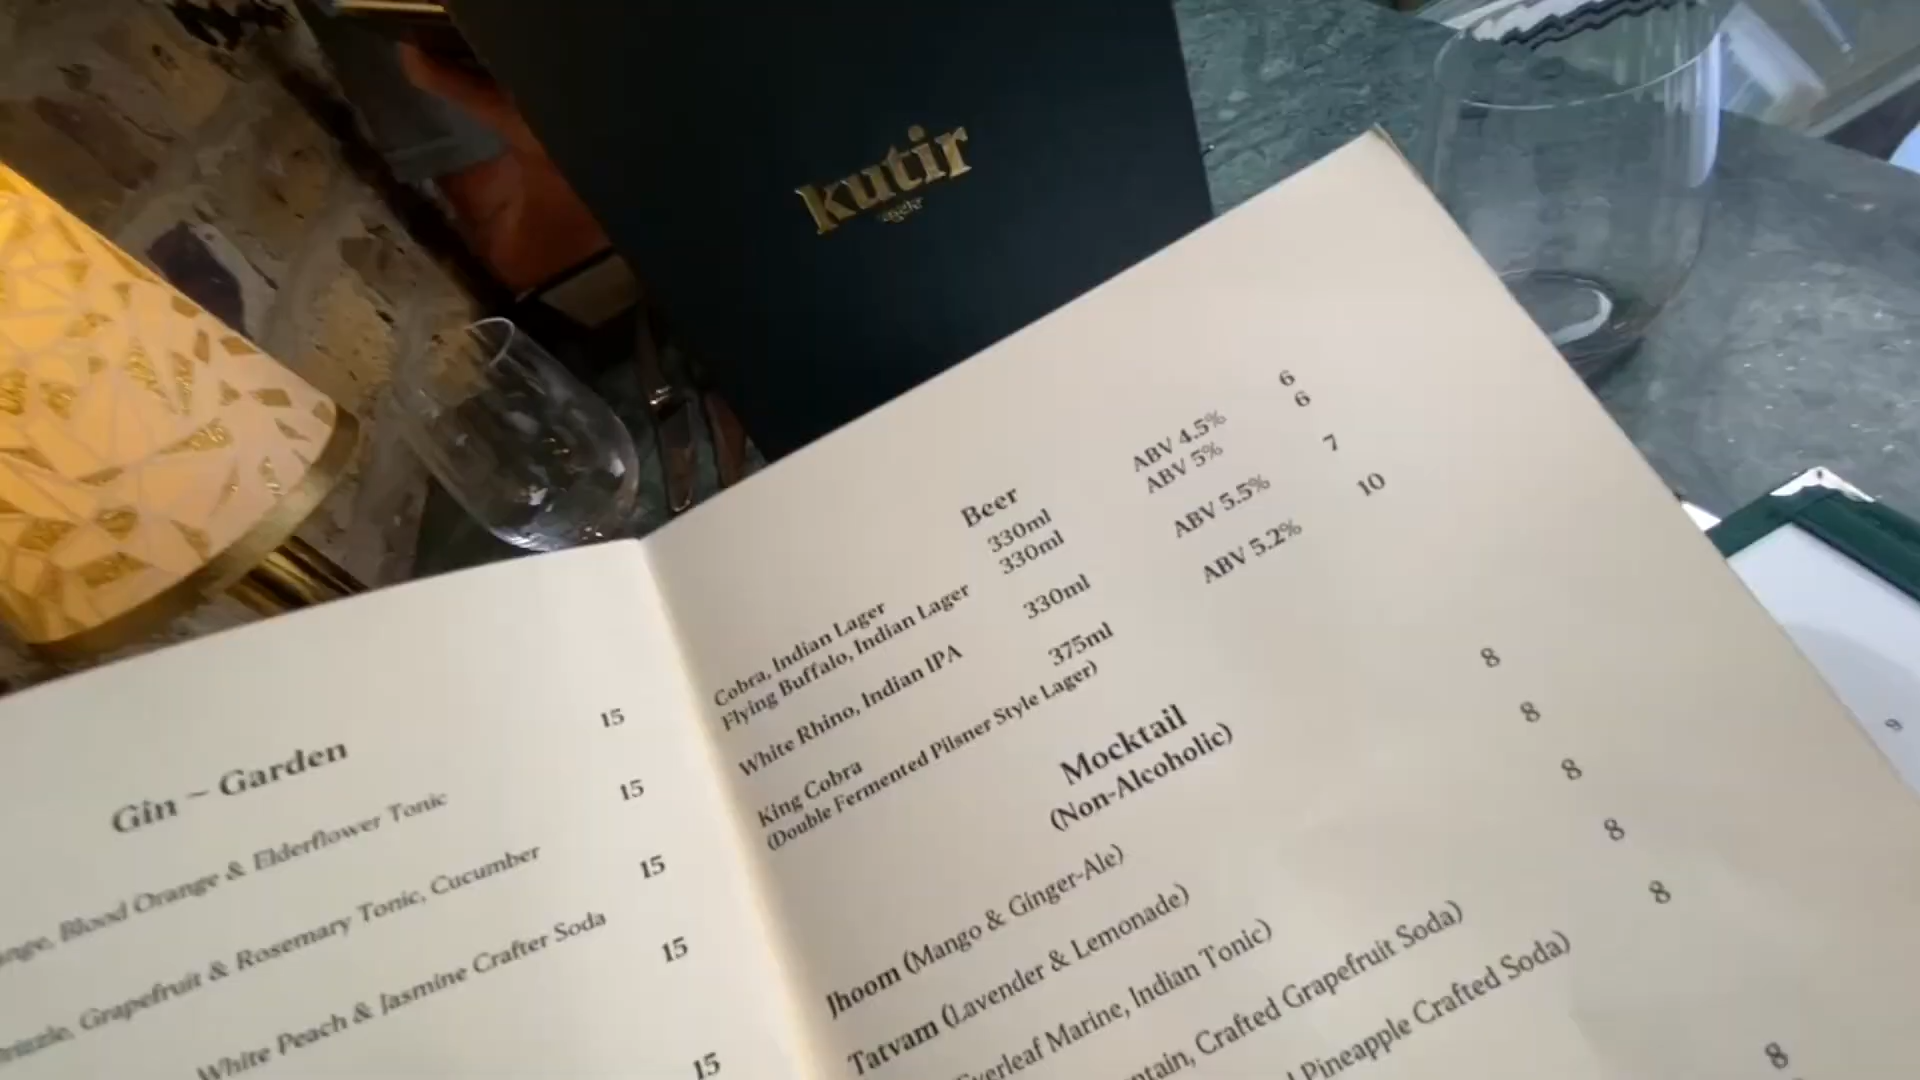 kutir
Gin ~ Garden
Blood Orange & Elderflower Tonic 15
Grapefruit & Rosemary Tonic, Cucumber 15
White Peach & Jasmine Crafter Soda 15
15
15
Beer
Cobra, Indian Lager 330ml ABV 4.5% 6
Flying Buffalo, Indian Lager 330ml ABV 5% 6
White Rhino, Indian IPA 330ml ABV 5.5% 7
King Cobra 375ml ABV 5.2% 10
(Double Fermented Pilsner Style Lager)
Mocktail
(Non-Alcoholic)
Jhoom (Mango & Ginger-Ale) 8
Tatvam (Lavender & Lemonade) 8
Marine, Indian Tonic) 8
Crafted Grapefruit Soda) 8
Pineapple Crafted Soda) 8
8